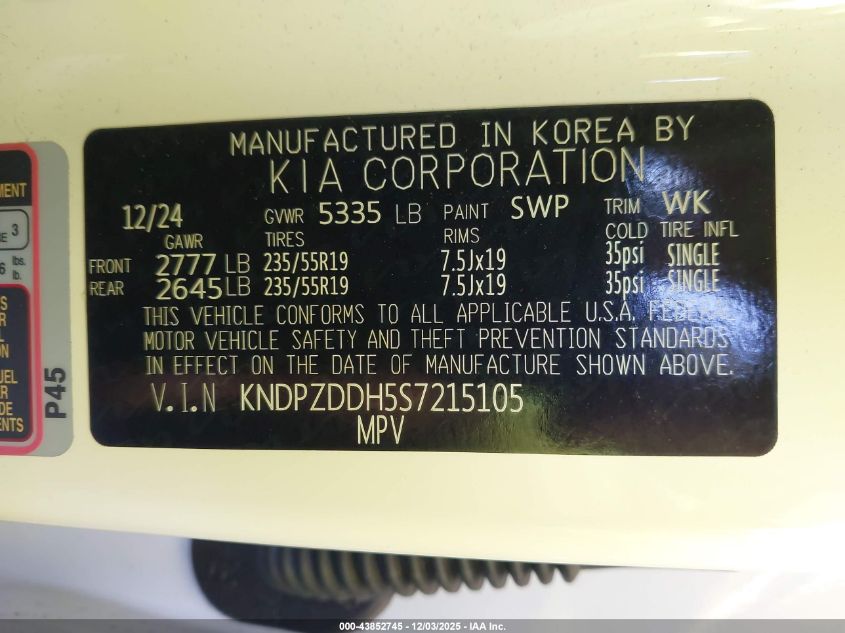 MANUFACTURED IN KOREA BY
KIA CORPORATION
12/24 GVWR 5335 LB PAINT SWP TRIM WK
GAWR TIRES RIMS COLD TIRE INFL
FRONT 2777 LB 235/55R19 7.5Jx19 35psi SINGLE
REAR 2645 LB 235/55R19 7.5Jx19 35psi SINGLE
THIS VEHICLE CONFORMS TO ALL APPLICABLE U.S.A. FEDERAL
MOTOR VEHICLE SAFETY AND THEFT PREVENTION STANDARDS
IN EFFECT ON THE DATE OF MANUFACTURE SHOWN ABOVE.
V.I.N KNDPZDDH5S7215105
MPV
P45
3
lbs.
lb.
000-43852745 - 12/03/2025 - IAA Inc.